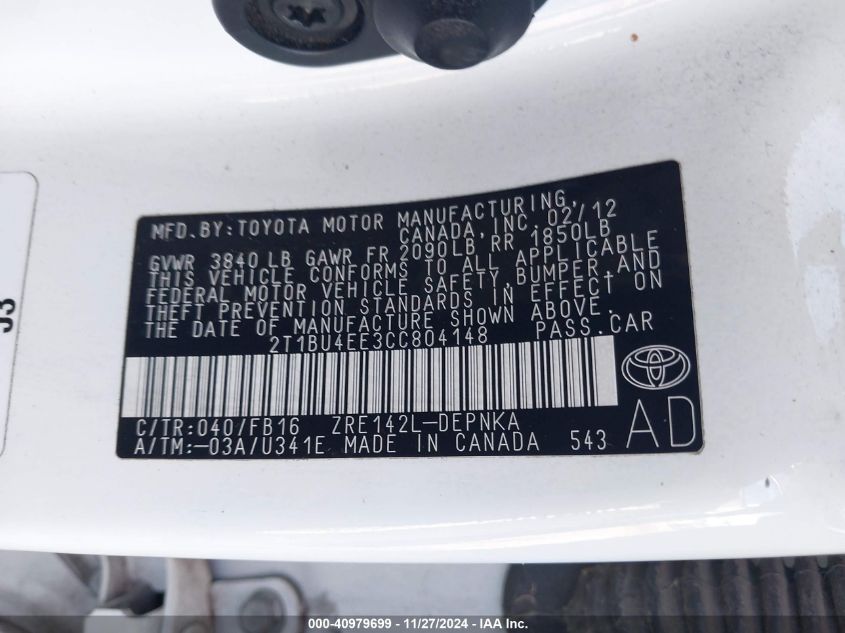 MFD. BY: TOYOTA MOTOR MANUFACTURING,
CANADA, INC. 02/12
GVWR 3840 LB GAWR FR 2090LB RR 1850LB
THIS VEHICLE CONFORMS TO ALL APPLICABLE
FEDERAL MOTOR VEHICLE SAFETY, BUMPER, AND
THEFT PREVENTION STANDARDS IN EFFECT ON
THE DATE OF MANUFACTURE SHOWN ABOVE.
2T1BU4EE3CC804148 PASS.CAR
C/TR: 040/FB16 ZRE142L-DEPNKA
A/TM:-03A/U341E MADE IN CANADA 543
AD
J3
000-40979699 - 11/27/2024 - IAA Inc.